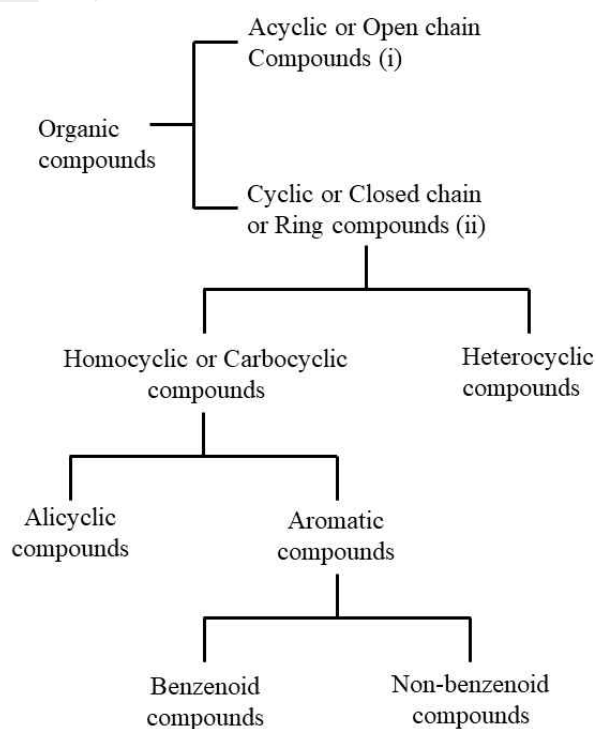 Acyclic or Open chain
Compounds (i)
Organic
compounds
Cyclic or Closed chain
or Ring compounds (ii)
Homocyclic or Carbocyclic
compounds
Heterocyclic
compounds
Alicyclic
compounds
Aromatic
compounds
Benzenoid
compounds
Non-benzenoid
compounds